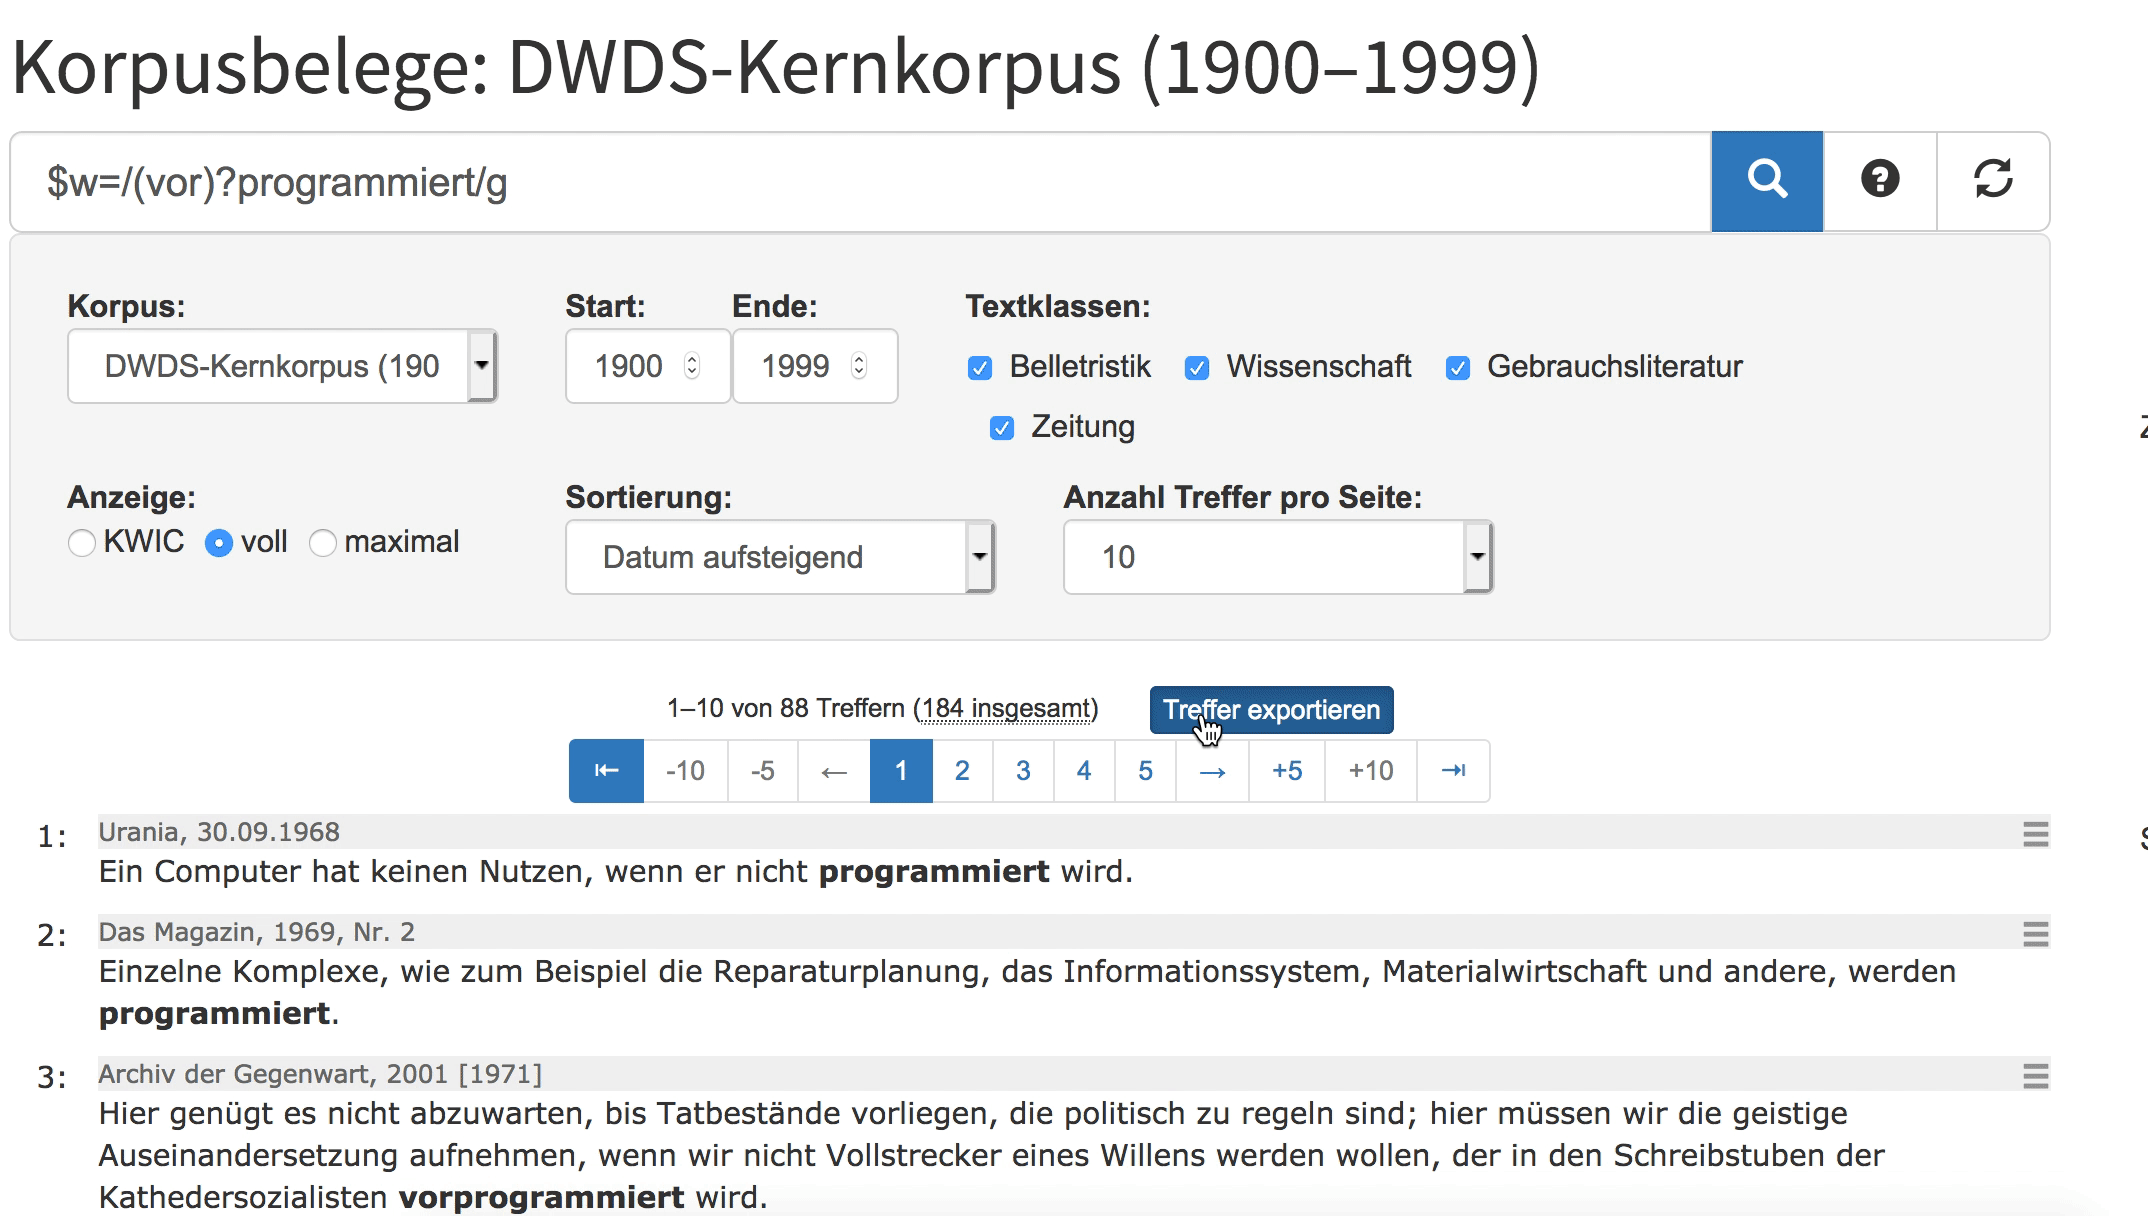 Korpusbelege: DWDS-Kernkorpus (1900–1999)
$w=/(vor)?programmiert/g
Korpus: Start: Ende: Textklassen:
DWDS-Kernkorpus (190 1900 1999 Belletristik Wissenschaft Gebrauchsliteratur
Zeitung
Anzeige: Sortierung: Anzahl Treffer pro Seite:
KWIC voll maximal Datum aufsteigend 10
1–10 von 88 Treffern (184 insgesamt) Treffer exportieren
-10 -5 ← 1 2 3 4 5 → +5 +10
1: Urania, 30.09.1968
Ein Computer hat keinen Nutzen, wenn er nicht programmiert wird.
2: Das Magazin, 1969, Nr. 2
Einzelne Komplexe, wie zum Beispiel die Reparaturplanung, das Informationssystem, Materialwirtschaft und andere, werden
programmiert.
3: Archiv der Gegenwart, 2001 [1971]
Hier genügt es nicht abzuwarten, bis Tatbestände vorliegen, die politisch zu regeln sind; hier müssen wir die geistige
Auseinandersetzung aufnehmen, wenn wir nicht Vollstrecker eines Willens werden wollen, der in den Schreibstuben der
Kathedersozialisten vorprogrammiert wird.